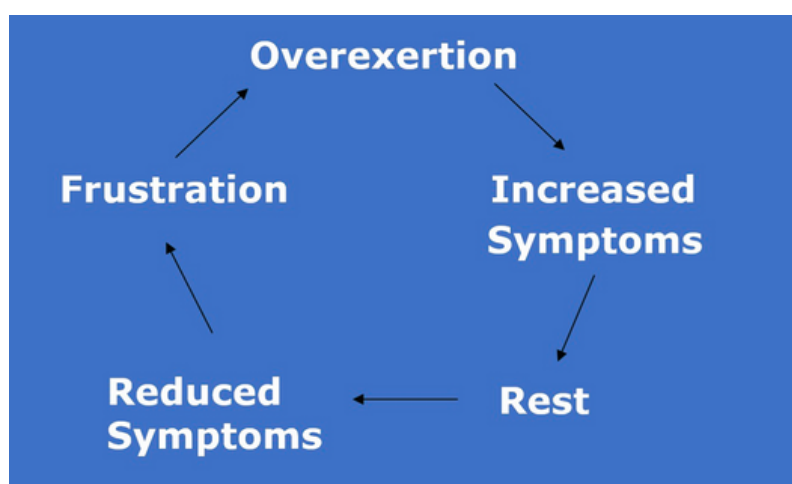 Overexertion
Increased
Symptoms
Rest
Reduced
Symptoms
Frustration